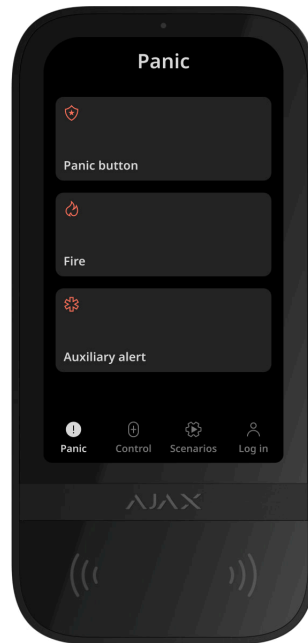 Panic
Panic button
Fire
Auxiliary alert
Panic Control Scenarios Log in
AJAX